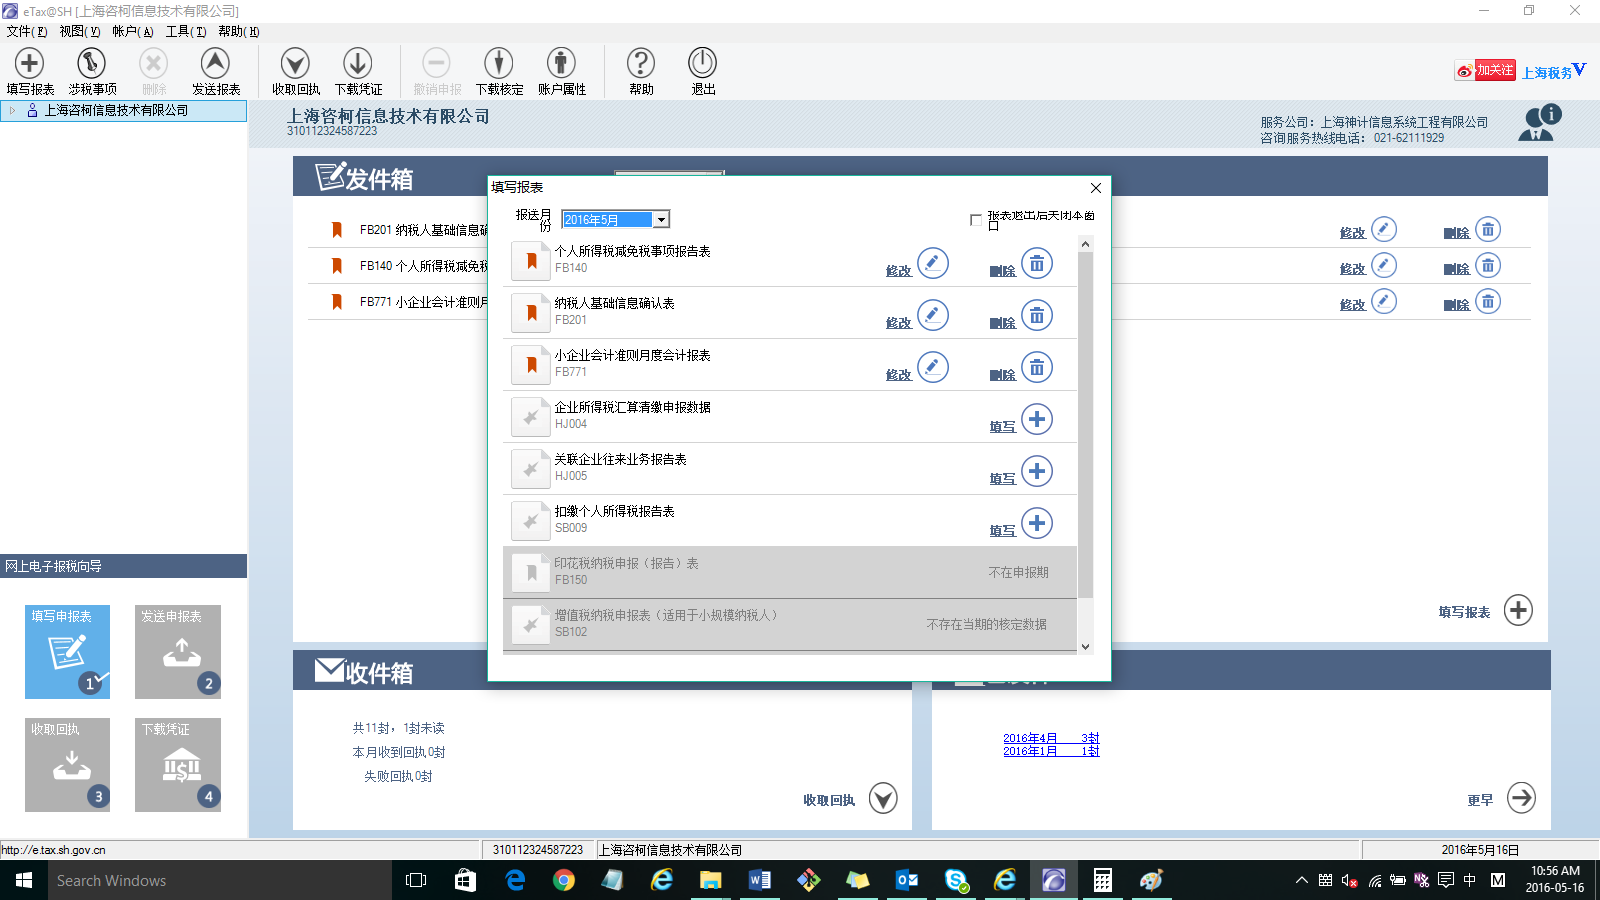 eTax@SH [上海咨柯信息技术有限公司]
文件(F) 视图(V) 帐户(A) 工具(T) 帮助(H)
填写报表 涉税事项 删除 发送报表 收取回执 下载凭证 撤销申报 下载核定 账户属性 帮助 退出
加关注 上海税务V
上海咨柯信息技术有限公司
上海咨柯信息技术有限公司
310112324587223
服务公司：上海神计信息系统工程有限公司
咨询服务热线电话： 021-62111929
发件箱
FB201 纳税人基础信息
修改 删除
FB140 个人所得税减免税
修改 删除
FB771 小企业会计准则月
修改 删除
填写报表
填写报表
报送月份 2016年5月
报表退出后关闭本窗口
个人所得税减免税事项报告表
FB140
修改 删除
纳税人基础信息确认表
FB201
修改 删除
小企业会计准则月度会计报表
FB771
修改 删除
企业所得税汇算清缴申报数据
HJ004
填写
关联企业往来业务报告表
HJ005
填写
扣缴个人所得税报告表
SB009
填写
印花税纳税申报（报告）表
FB150
不在申报期
增值税纳税申报表（适用于小规模纳税人）
SB102
不存在当期的核定数据
网上电子报税向导
填写申报表 1
发送申报表 2
收取回执 3
下载凭证 4
收件箱
共11封，1封未读
本月收到回执0封
失败回执0封
收取回执
2016年4月 3封
2016年1月 1封
更早
http://e.tax.sh.gov.cn
310112324587223
上海咨柯信息技术有限公司
2016年5月16日
Search Windows
中 M
10:56 AM
2016-05-16